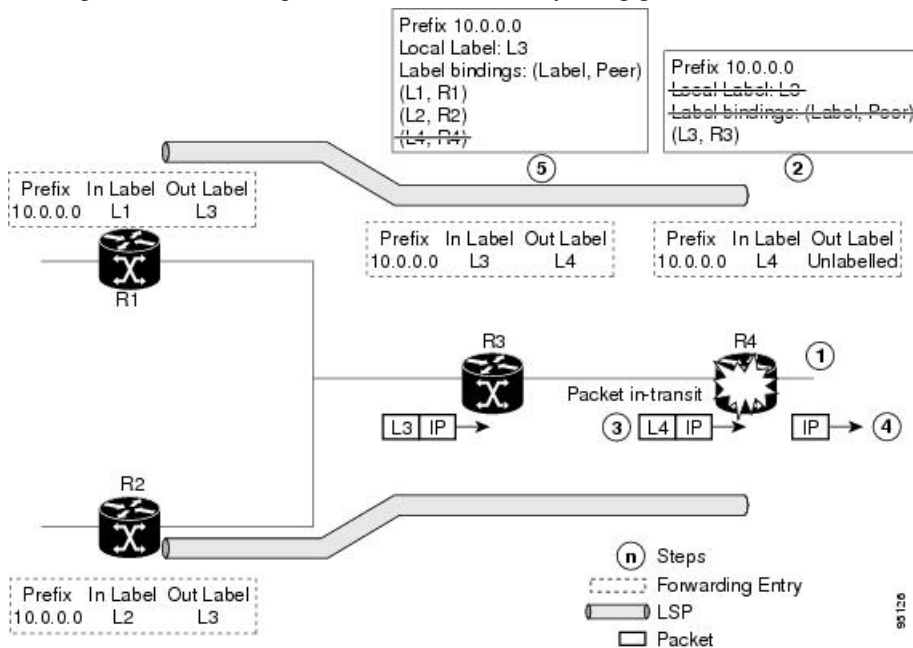 Prefix 10.0.0.0
Local Label: L3
Label bindings: (Label, Peer)
(L1, R1)
(L2, R2)
(L4, R4)
5
Prefix 10.0.0.0
Local Label: L3
Label bindings: (Label, Peer)
(L3, R3)
2
Prefix In Label Out Label
10.0.0.0 L1 L3
R1
Prefix In Label Out Label
10.0.0.0 L3 L4
Prefix In Label Out Label
10.0.0.0 L4 Unlabelled
R3
R4
1
Packet in-transit
L3 IP
3
L4 IP
IP
4
R2
Prefix In Label Out Label
10.0.0.0 L2 L3
n Steps
Forwarding Entry
LSP
Packet